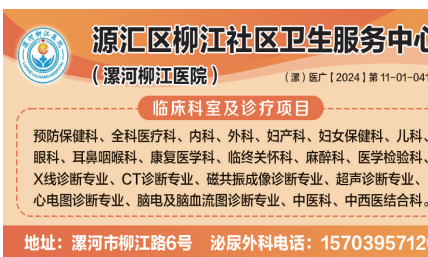 漯河柳江医院
源汇区柳江社区卫生服务中心
（漯河柳江医院）
（漯）医广【2024】第11-01-041
临床科室及诊疗项目
预防保健科、全科医疗科、内科、外科、妇产科、妇女保健科、儿科、
眼科、耳鼻咽喉科、康复医学科、临终关怀科、麻醉科、医学检验科、
X线诊断专业、CT诊断专业、磁共振成像诊断专业、超声诊断专业、
心电图诊断专业、脑电及脑血流图诊断专业、中医科、中西医结合科。
地址：漯河市柳江路6号 泌尿外科电话：1570395712